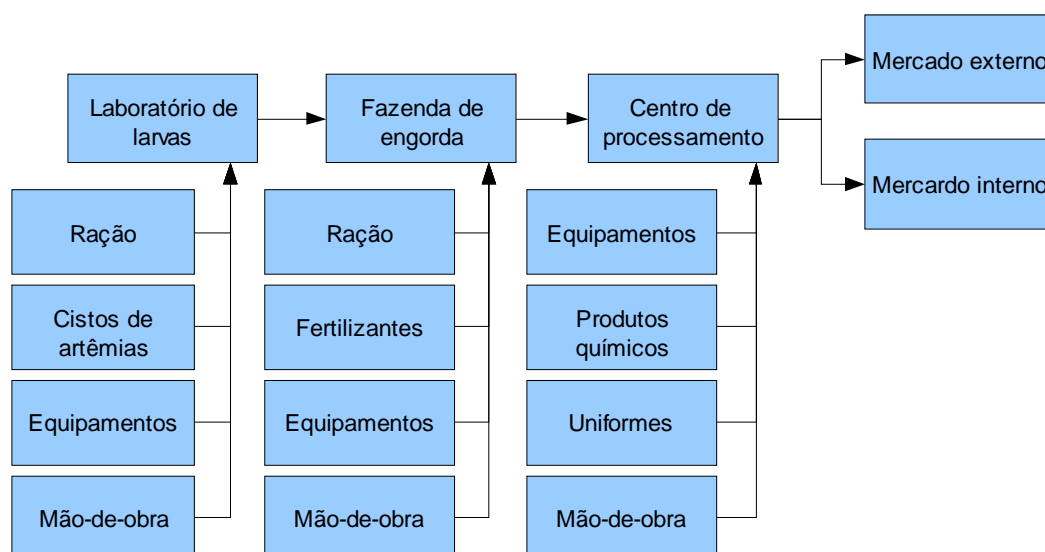 Mercado externo
Laboratório de
larvas
Fazenda de
engorda
Centro de
processamento
Mercardo interno
Ração
Ração
Equipamentos
Cistos de
artêmias
Fertilizantes
Produtos
químicos
Equipamentos
Equipamentos
Uniformes
Mão-de-obra
Mão-de-obra
Mão-de-obra